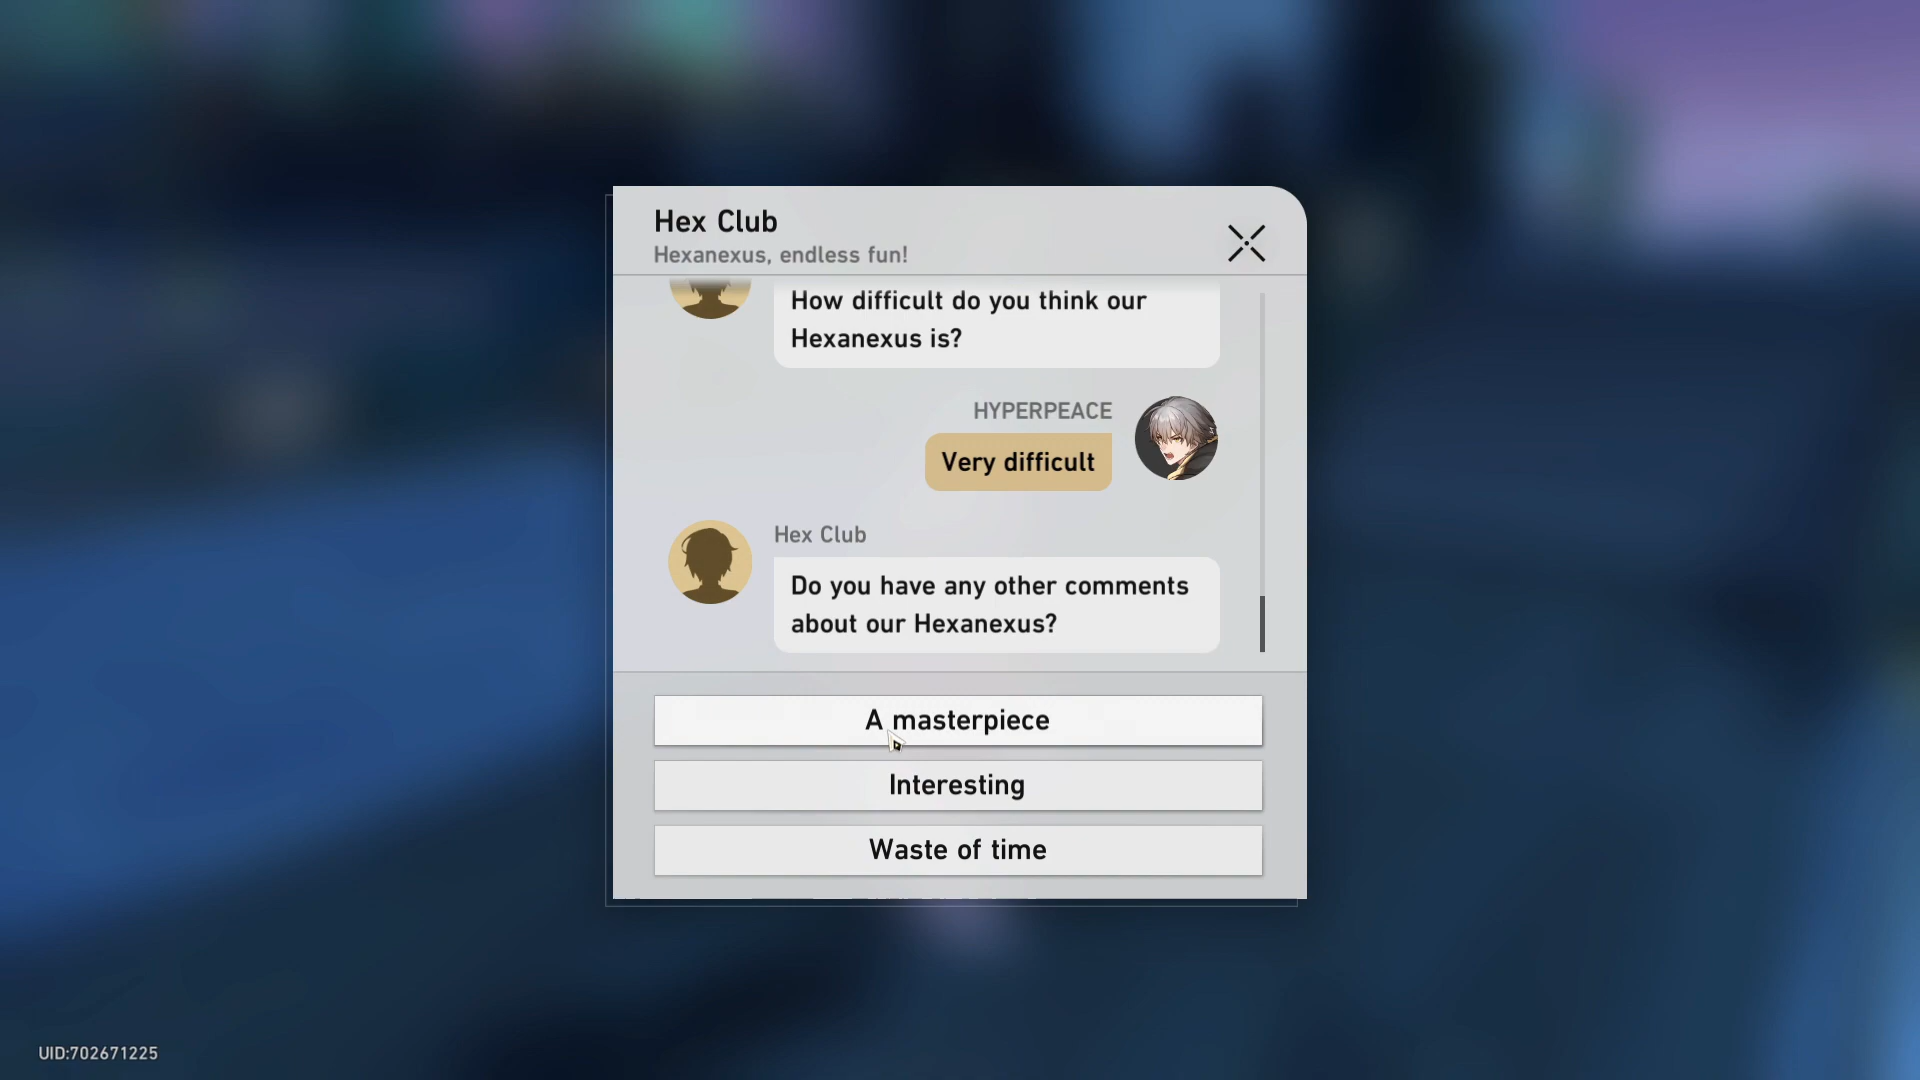 Hex Club
Hexanexus, endless fun!
How difficult do you think our
Hexanexus is?
HYPERPEACE
Very difficult
Hex Club
Do you have any other comments
about our Hexanexus?
A masterpiece
Interesting
Waste of time
UID:702671225